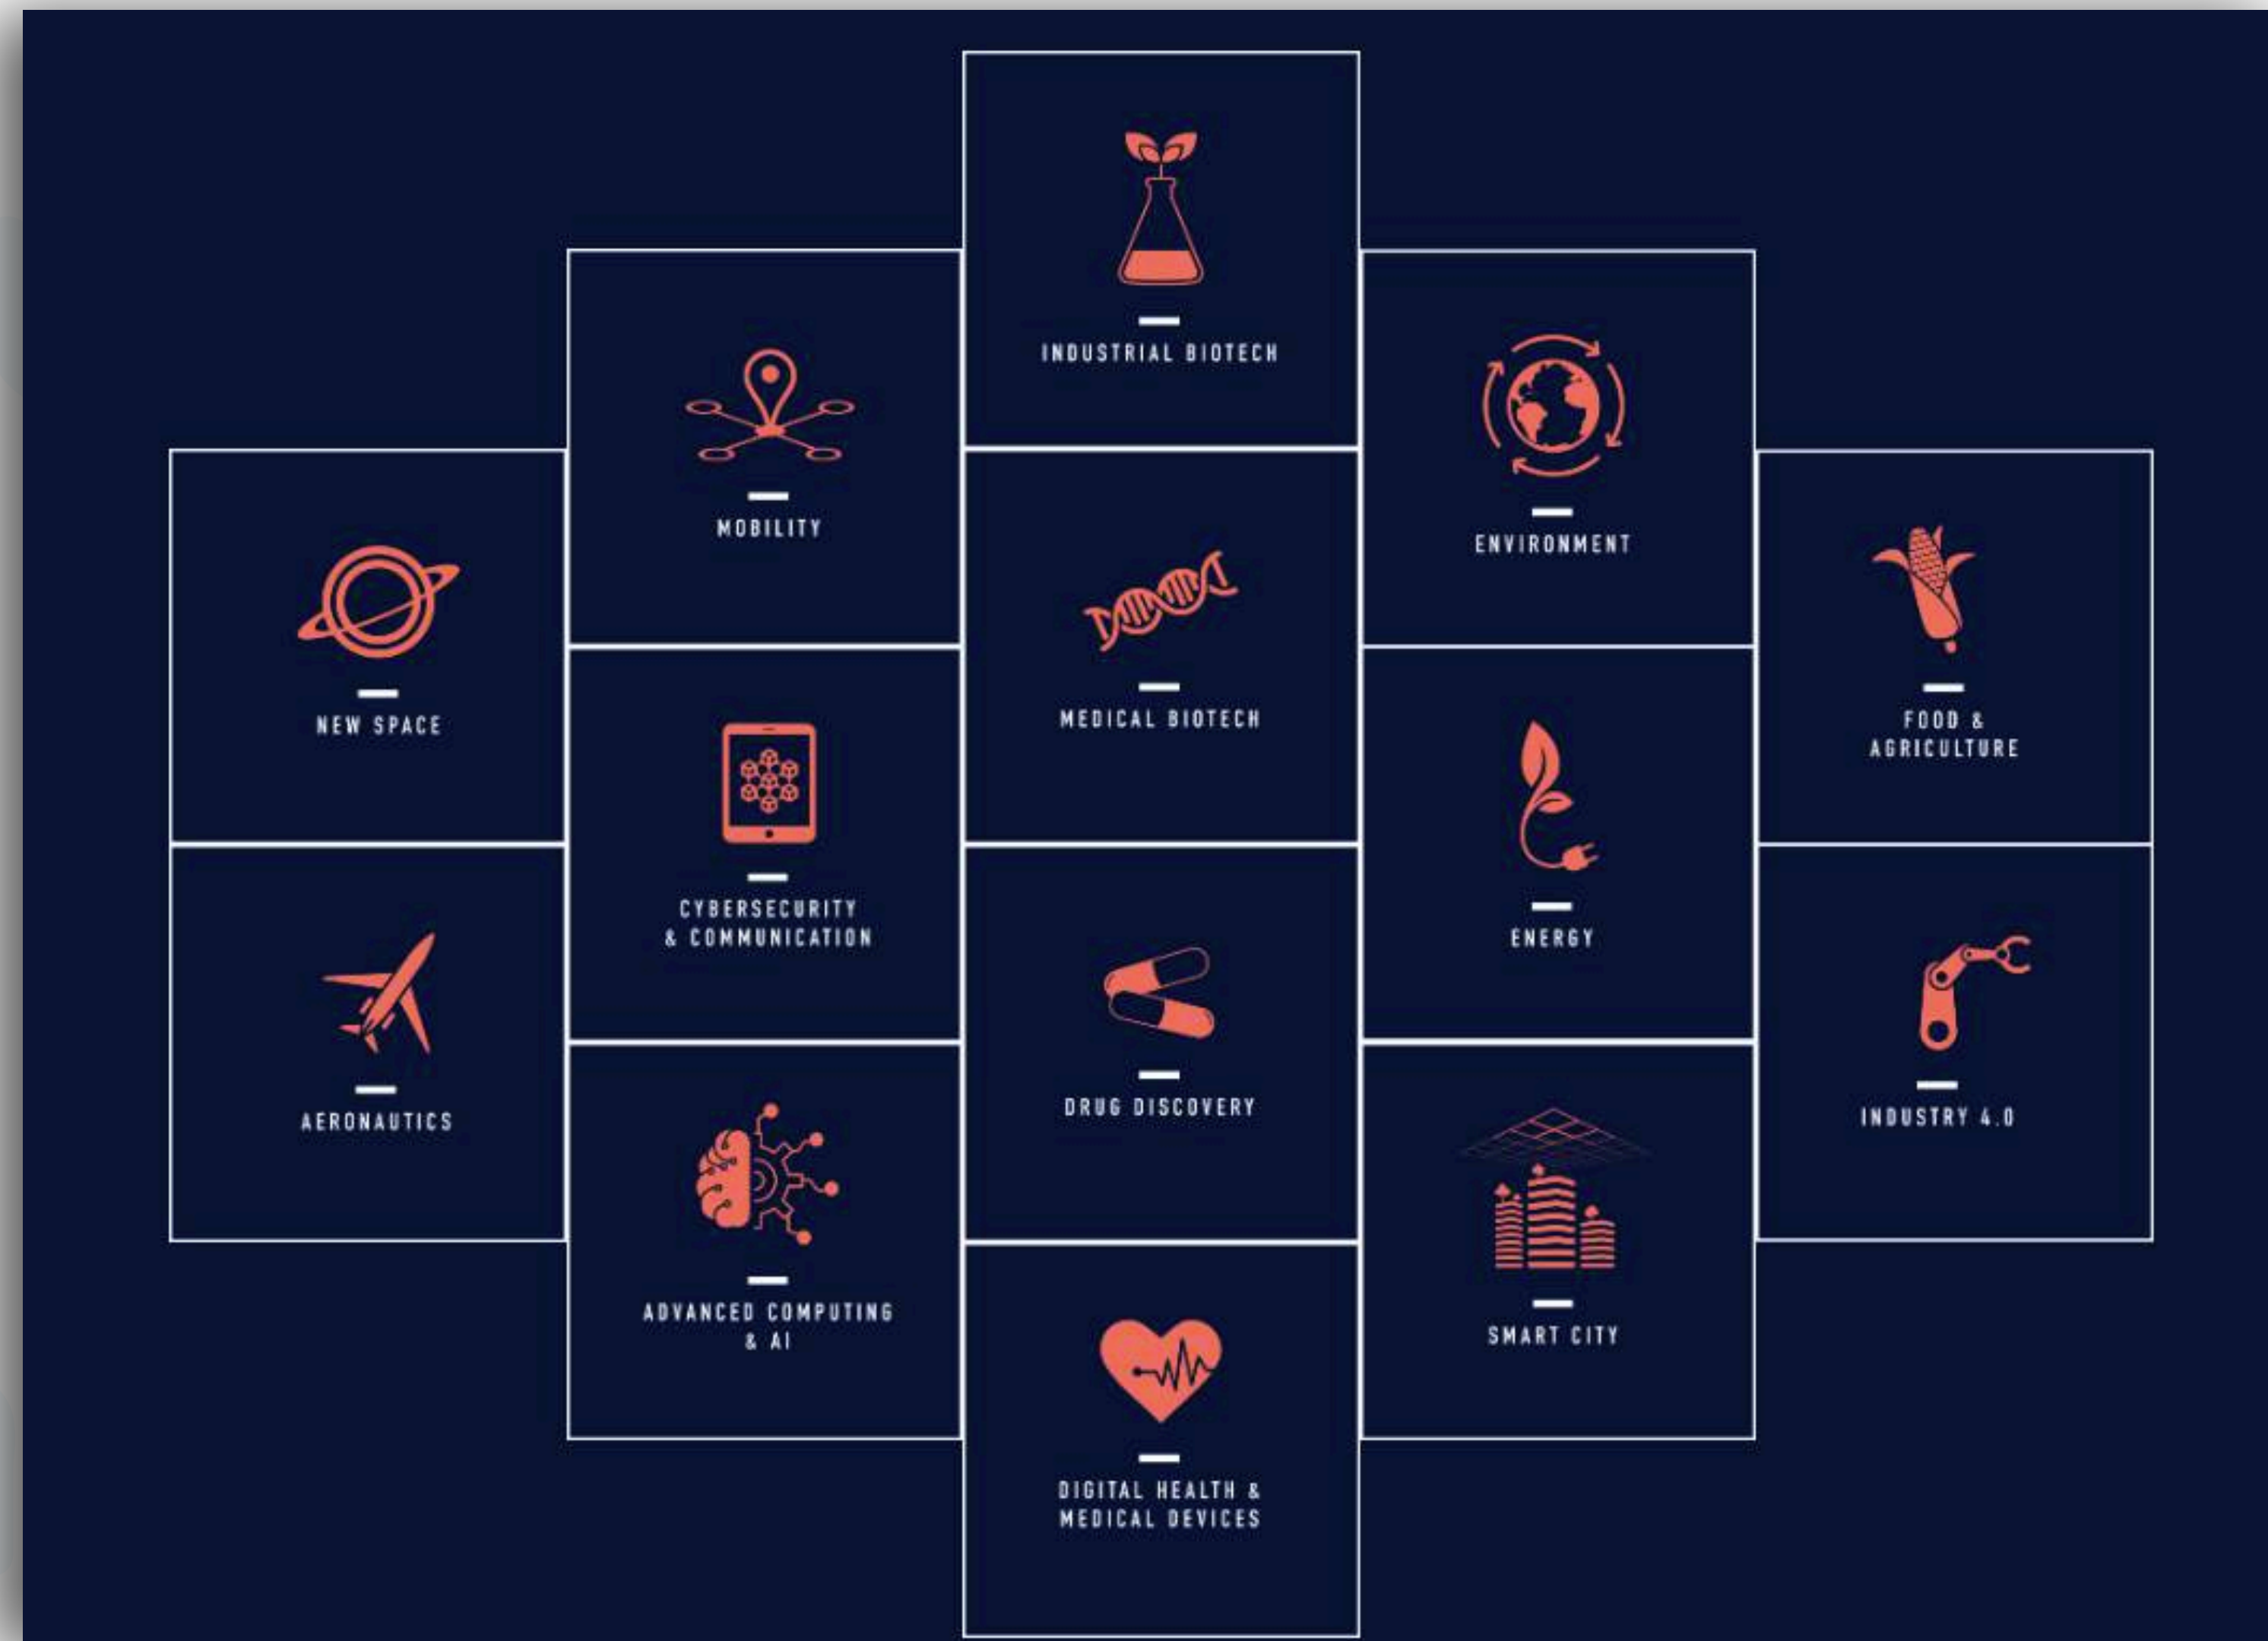 INDUSTRIAL BIOTECH
MOBILITY
ENVIRONMENT
NEW SPACE
MEDICAL BIOTECH
FOOD &
AGRICULTURE
CYBERSECURITY
& COMMUNICATION
ENERGY
AERONAUTICS
DRUG DISCOVERY
INDUSTRY 4.0
ADVANCED COMPUTING
& AI
SMART CITY
DIGITAL HEALTH &
MEDICAL DEVICES